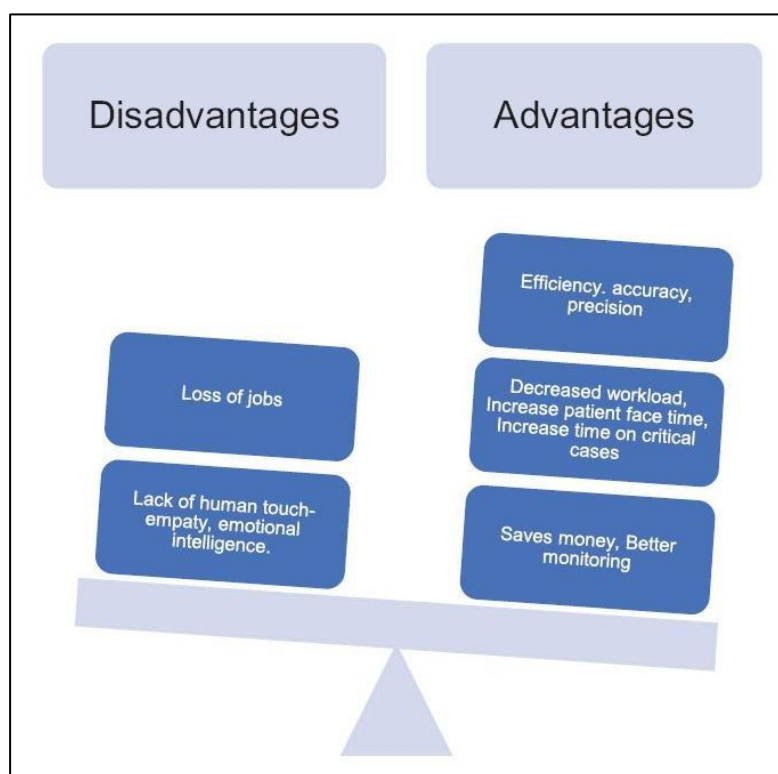 Disadvantages
Advantages
Loss of jobs
Lack of human touch-
empaty, emotional
intelligence.
Efficiency. accuracy,
precision
Decreased workload,
Increase patient face time,
Increase time on critical
cases
Saves money, Better
monitoring